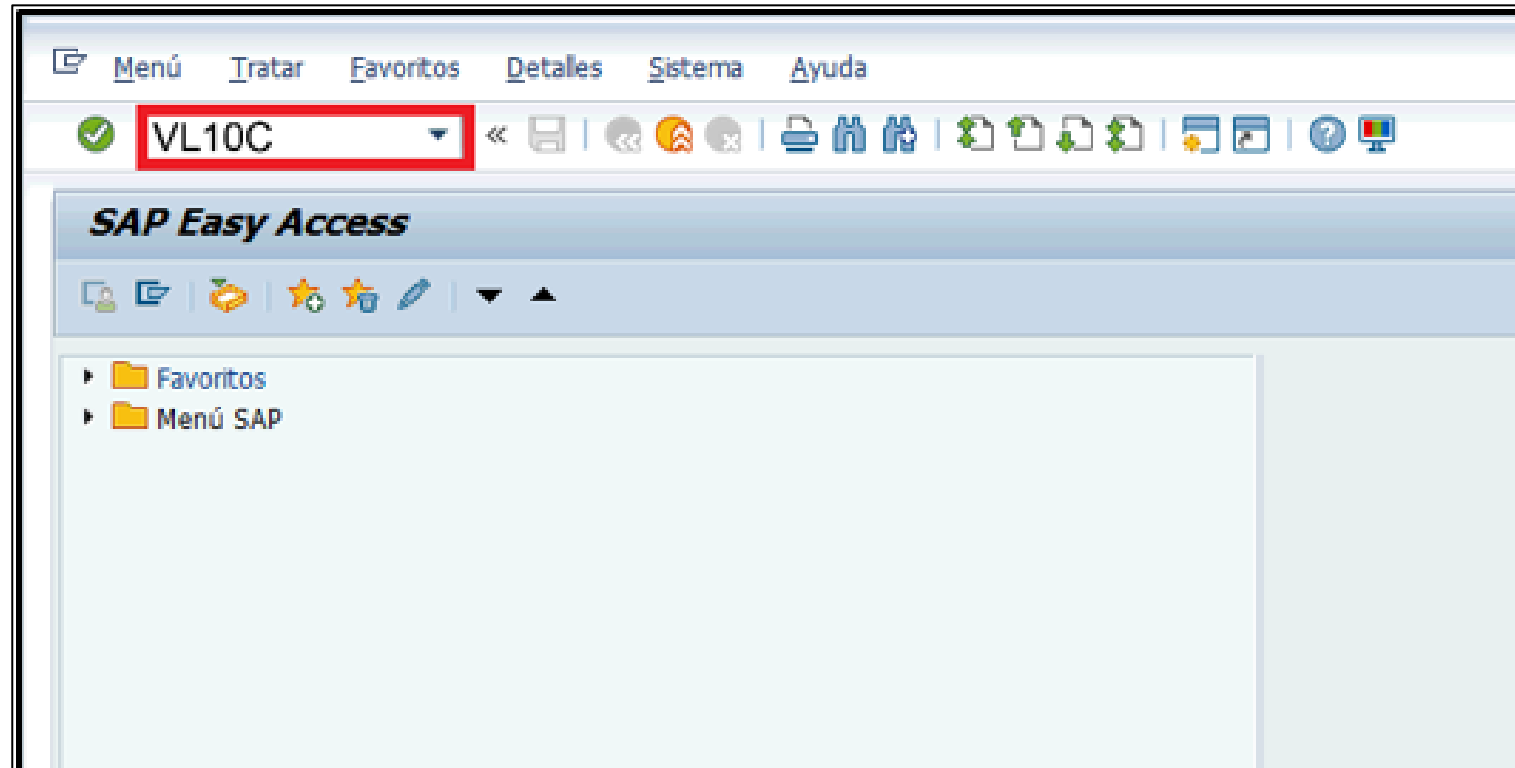 Menú Tratar Favoritos Detalles Sistema Ayuda
VL10C
SAP Easy Access
Favoritos
Menú SAP